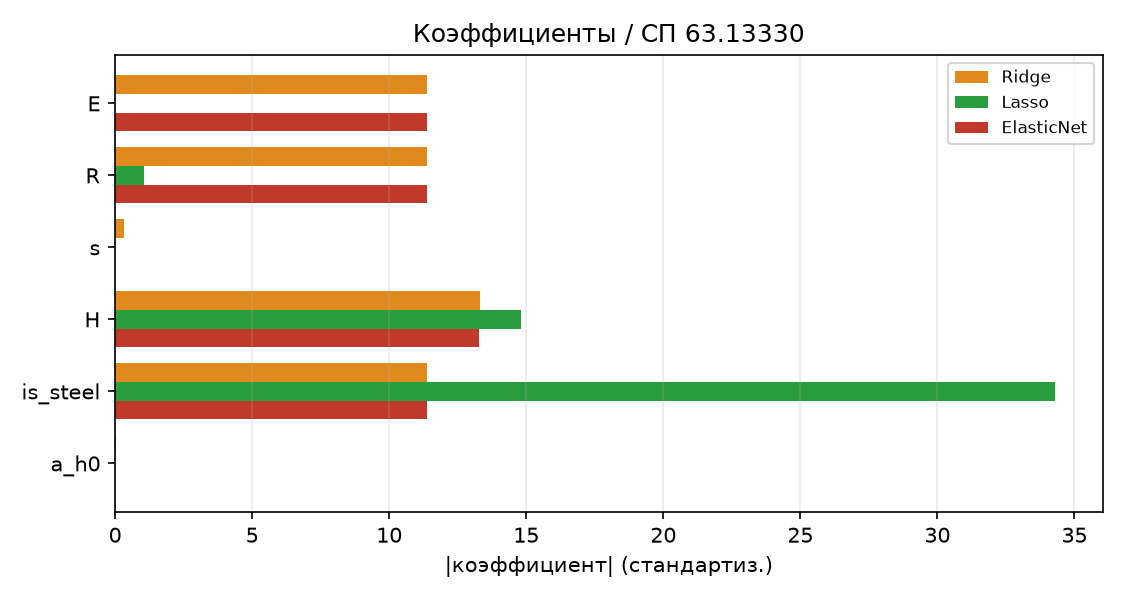 Коэффициенты / СП 63.13330
Ridge
Lasso
ElasticNet
E
R
s
H
is_steel
a_h0
0 5 10 15 20 25 30 35
|коэффициент| (стандартиз.)